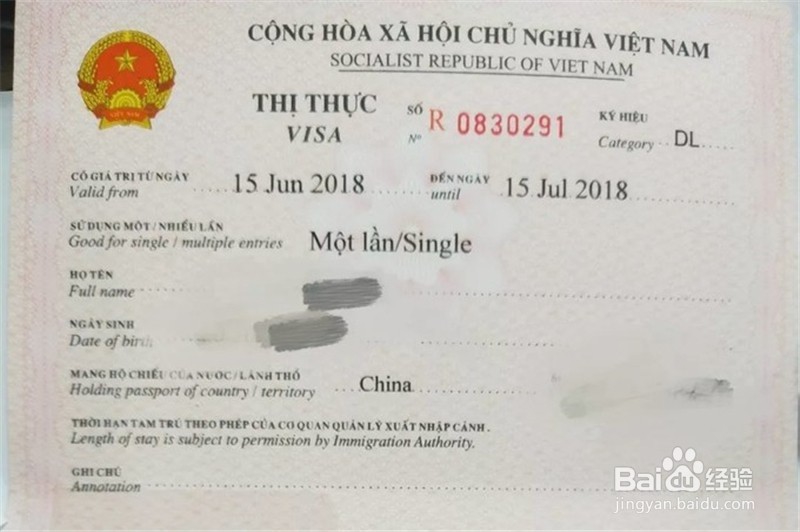 CỘNG HÒA XÃ HỘI CHỦ NGHĨA VIỆT NAM
SOCIALIST REPUBLIC OF VIET NAM
THỊ THỰC
VISA
SỐ
Nº
R 0830291
KÝ HIỆU
Category DL
CÓ GIÁ TRỊ TỪ NGÀY
Valid from 15 Jun 2018
ĐẾN NGÀY
until 15 Jul 2018
SỬ DỤNG MỘT/NHIỀU LẦN
Good for single / multiple entries Một lần/Single
HỌ TÊN
Full name
NGÀY SINH
Date of birth
MANG HỘ CHIẾU CỦA NƯỚC/LÃNH THỔ
Holding passport of country / territory China
THỜI HẠN TẠM TRÚ THEO PHÉP CỦA CƠ QUAN QUẢN LÝ XUẤT NHẬP CẢNH.
Length of stay is subject to permission by Immigration Authority.
GHI CHÚ
Annotation
Baidu 经验
jingyan.baidu.com